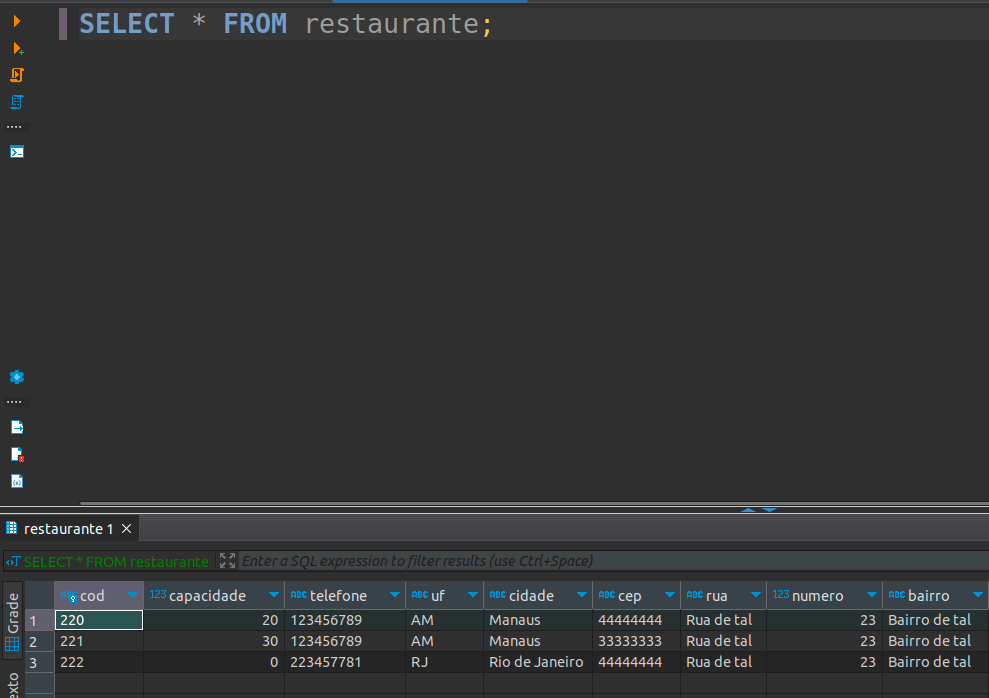 SELECT * FROM restaurante;
restaurante 1
SELECT * FROM restaurante Enter a SQL expression to filter results (use Ctrl+Space)
Grade
exto
cod 123 capacidade ABC telefone ABC uf ABC cidade ABC cep ABC rua 123 numero ABC bairro
1 220 20 123456789 AM Manaus 44444444 Rua de tal 23 Bairro de tal
2 221 30 123456789 AM Manaus 33333333 Rua de tal 23 Bairro de tal
3 222 0 223457781 RJ Rio de Janeiro 44444444 Rua de tal 23 Bairro de tal